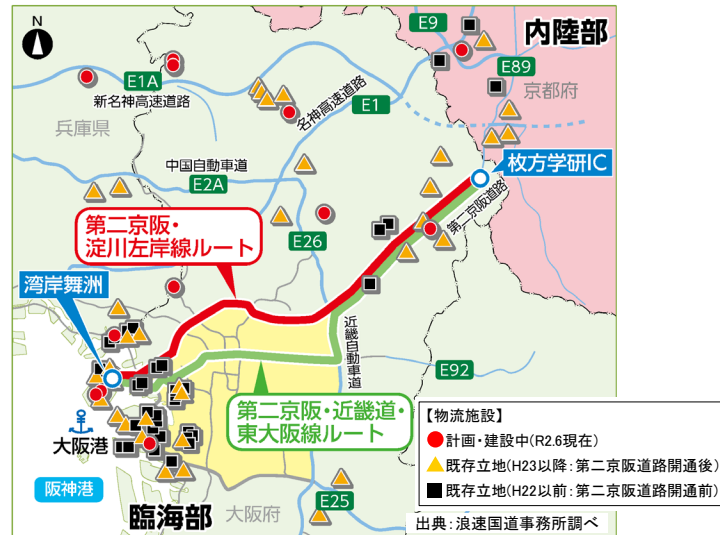 N
E9
内陸部
E1A
E89
新名神高速道路
名神高速道路
E1
京都府
兵庫県
中国自動車道
E2A
枚方学研IC
第二京阪道路
第二京阪・
淀川左岸線ルート
E26
湾岸舞洲
近畿自動車道
E92
第二京阪・近畿道・
東大阪線ルート
大阪港
阪神港
臨海部
大阪府
E25
【物流施設】
計画・建設中(R2.6現在)
既存立地(H23以降:第二京阪道路開通後)
既存立地(H22以前:第二京阪道路開通前)
出典:浪速国道事務所調べ